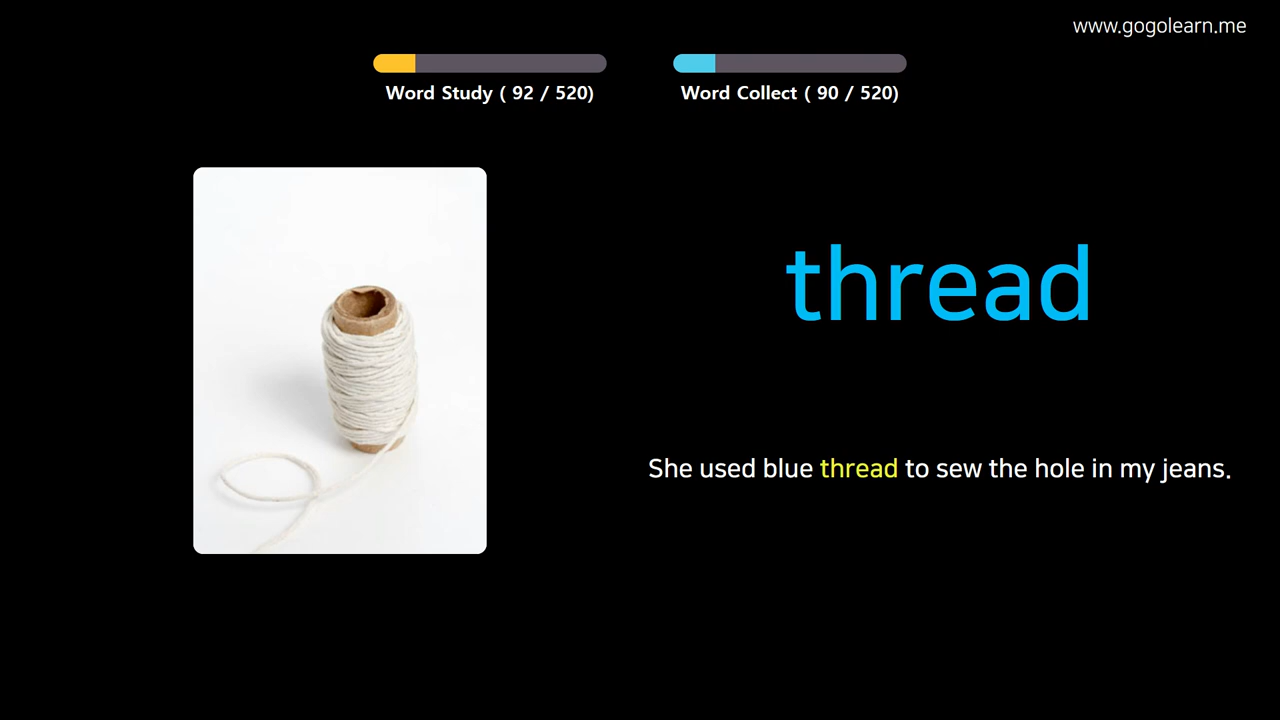 www.gogolearn.me
Word Study ( 92 / 520)
Word Collect ( 90 / 520)
thread
She used blue thread to sew the hole in my jeans.